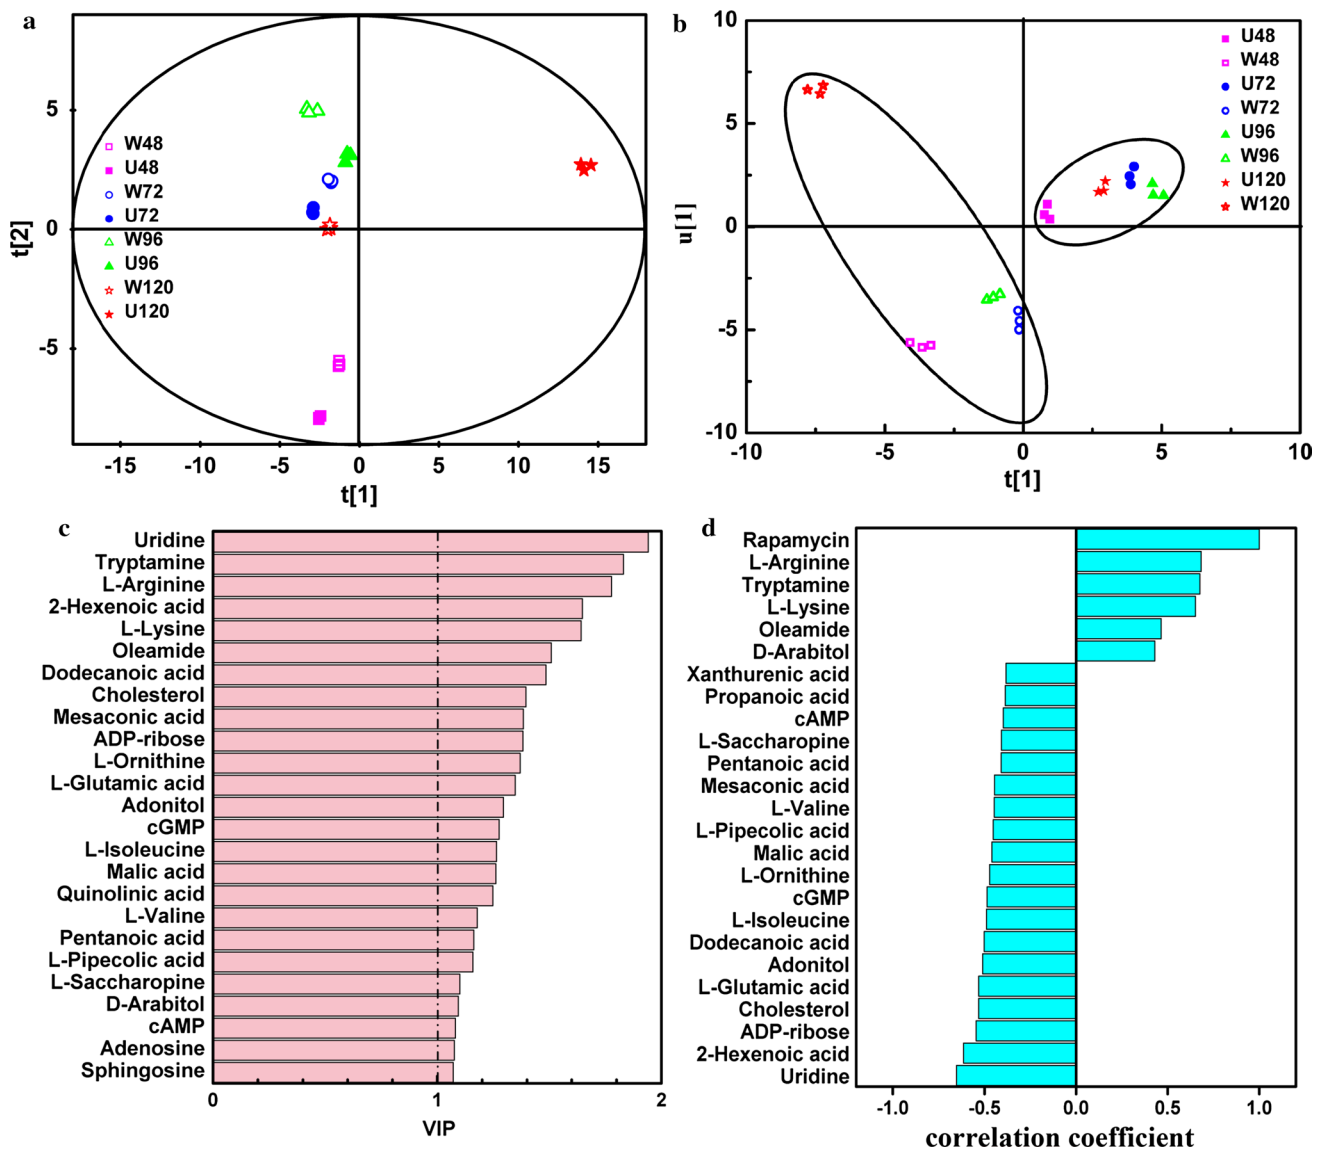 a
5
0
-5
t[2]
W48
U48
W72
U72
W96
U96
W120
U120
-15 -10 -5 0 5 10 15
t[1]
b
10
5
0
-5
-10
u[1]
U48
W48
U72
W72
U96
W96
U120
W120
-10 -5 0 5 10
t[1]
c
Uridine
Tryptamine
L-Arginine
2-Hexenoic acid
L-Lysine
Oleamide
Dodecanoic acid
Cholesterol
Mesaconic acid
ADP-ribose
L-Ornithine
L-Glutamic acid
Adonitol
cGMP
L-Isoleucine
Malic acid
Quinolinic acid
L-Valine
Pentanoic acid
L-Pipecolic acid
L-Saccharopine
D-Arabitol
cAMP
Adenosine
Sphingosine
0 1 2
VIP
d
Rapamycin
L-Arginine
Tryptamine
L-Lysine
Oleamide
D-Arabitol
Xanthurenic acid
Propanoic acid
cAMP
L-Saccharopine
Pentanoic acid
Mesaconic acid
L-Valine
L-Pipecolic acid
Malic acid
L-Ornithine
cGMP
L-Isoleucine
Dodecanoic acid
Adonitol
L-Glutamic acid
Cholesterol
ADP-ribose
2-Hexenoic acid
Uridine
-1.0 -0.5 0.0 0.5 1.0
correlation coefficient